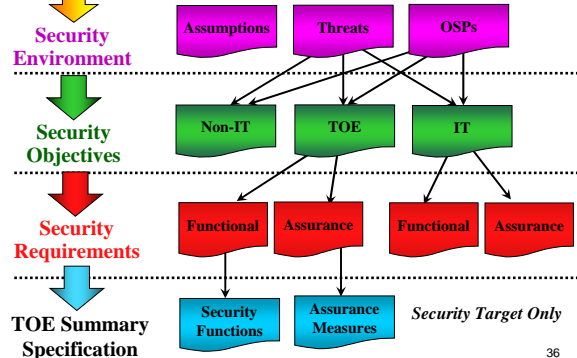 Security
Environment
Assumptions
Threats
OSPs
Security
Objectives
Non-IT
TOE
IT
Security
Requirements
Functional
Assurance
Functional
Assurance
TOE Summary
Specification
Security
Functions
Assurance
Measures
Security Target Only
36